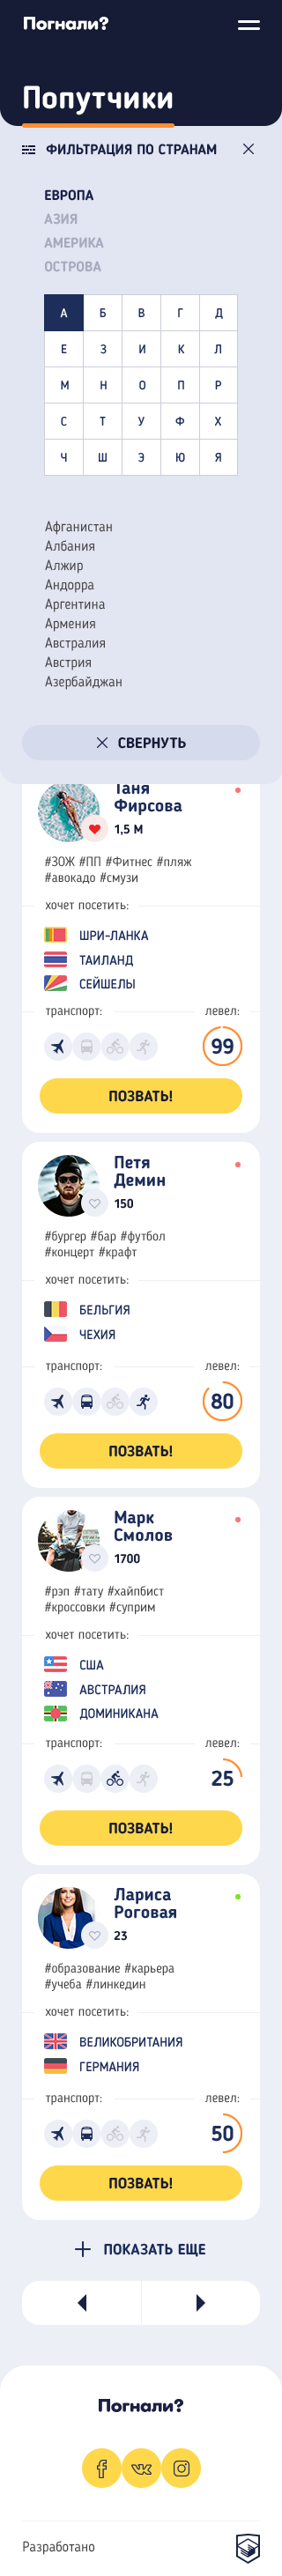 Погнали?
Попутчики
ФИЛЬТРАЦИЯ ПО СТРАНАМ
ЕВРОПА
АЗИЯ
АМЕРИКА
ОСТРОВА
А Б В Г Д
Е З И К Л
М Н О П Р
С Т У Ф Х
Ч Ш Э Ю Я
Афганистан
Албания
Алжир
Андорра
Аргентина
Армения
Австралия
Австрия
Азербайджан
СВЕРНУТЬ
Таня
Фирсова
1,5 М
#ЗОЖ #ПП #Фитнес #пляж
#авокадо #смузи
хочет посетить:
ШРИ-ЛАНКА
ТАИЛАНД
СЕЙШЕЛЫ
транспорт: левел:
99
ПОЗВАТЬ!
Петя
Демин
150
#бургер #бар #футбол
#концерт #крафт
хочет посетить:
БЕЛЬГИЯ
ЧЕХИЯ
транспорт: левел:
80
ПОЗВАТЬ!
Марк
Смолов
1700
#рэп #тату #хайпбист
#кроссовки #суприм
хочет посетить:
США
АВСТРАЛИЯ
ДОМИНИКАНА
транспорт: левел:
25
ПОЗВАТЬ!
Лариса
Роговая
23
#образование #карьера
#учеба #линкедин
хочет посетить:
ВЕЛИКОБРИТАНИЯ
ГЕРМАНИЯ
транспорт: левел:
50
ПОЗВАТЬ!
ПОКАЗАТЬ ЕЩЕ
Погнали?
Разработано